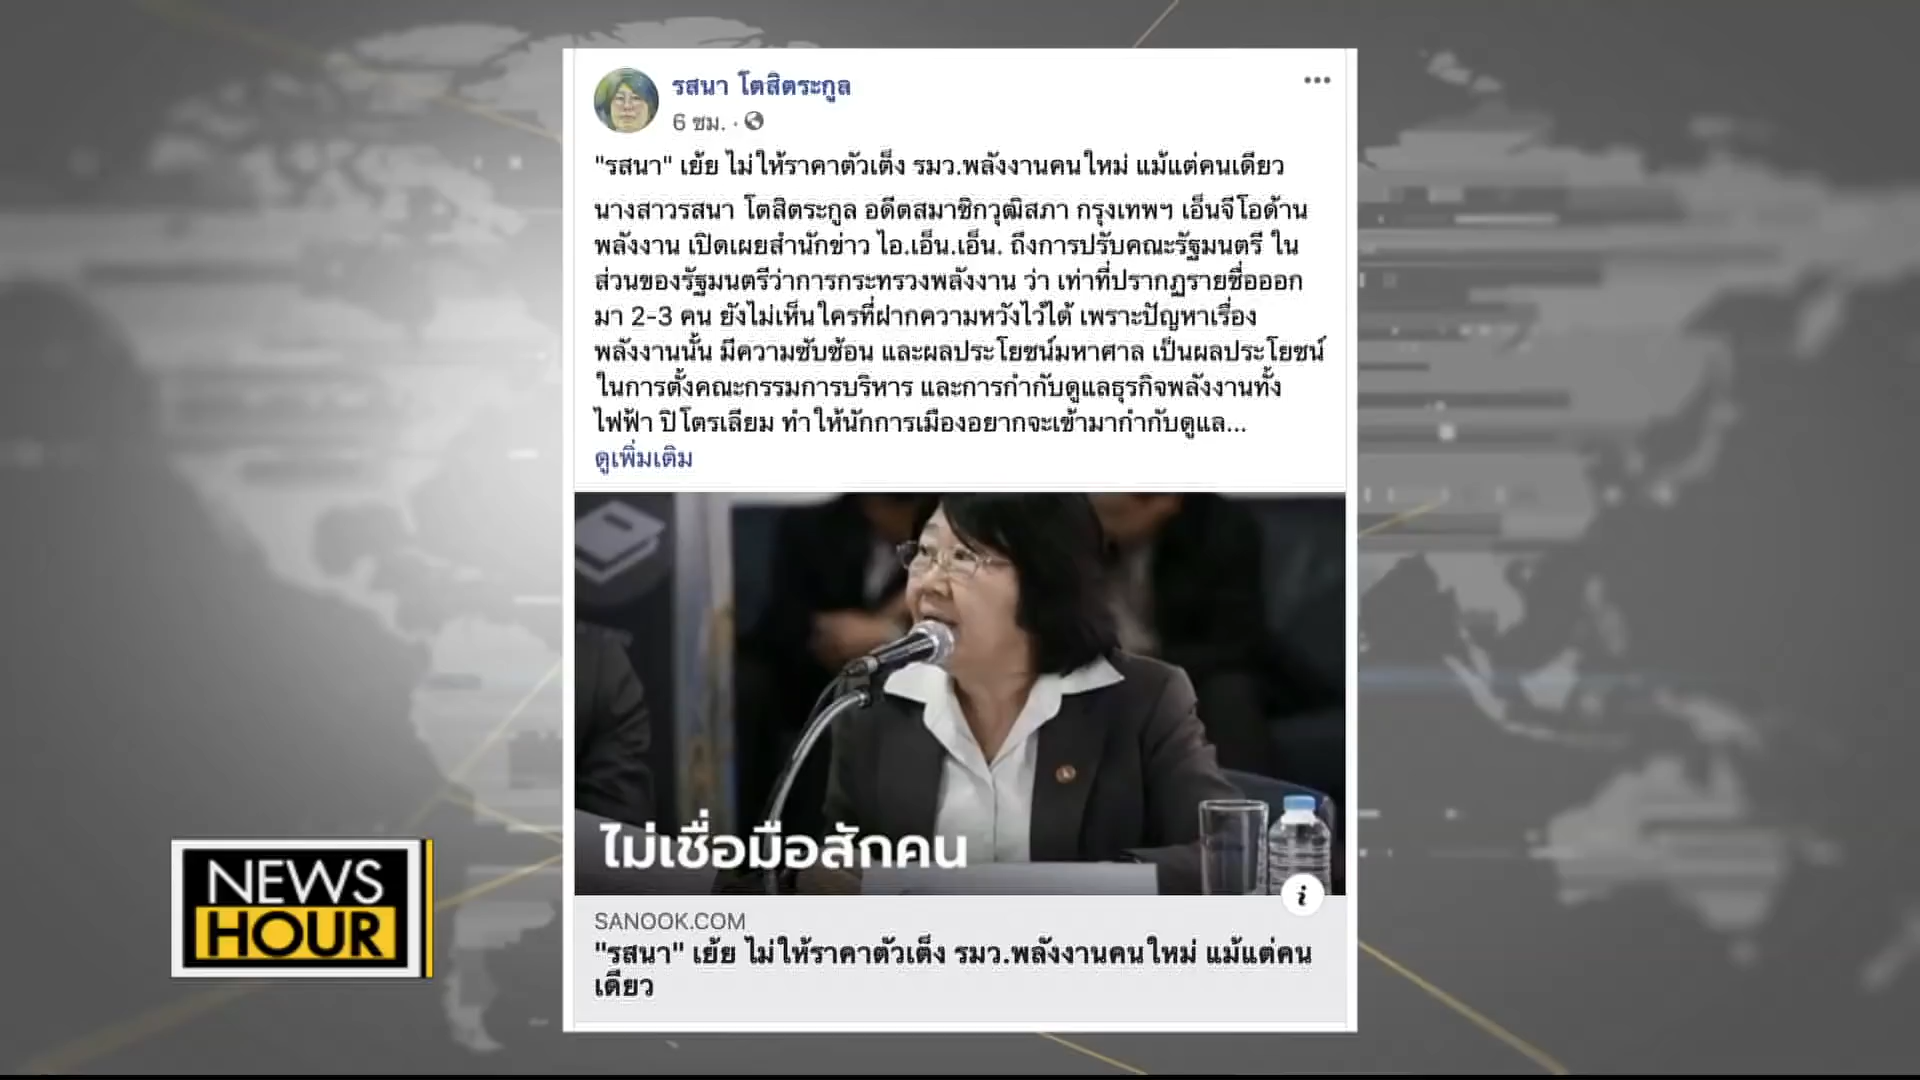 รสนา โตสิตระกูล
6 ชม. ·
"รสนา" เย้ย ไม่ให้ราคาตัวเต็ง รมว.พลังงานคนใหม่ แม้แต่คนเดียว
นางสาวรสนา โตสิตระกูล อดีตสมาชิกวุฒิสภา กรุงเทพฯ เอ็นจีโอด้าน
พลังงาน เปิดเผยสำนักข่าว ไอ.เอ็น.เอ็น. ถึงการปรับคณะรัฐมนตรี ใน
ส่วนของรัฐมนตรีว่าการกระทรวงพลังงาน ว่า เท่าที่ปรากฏรายชื่อออก
มา 2-3 คน ยังไม่เห็นใครที่ฝากความหวังไว้ได้ เพราะปัญหาเรื่อง
พลังงานนั้น มีความซับซ้อน และผลประโยชน์มหาศาล เป็นผลประโยชน์
ในการตั้งคณะกรรมการบริหาร และการกำกับดูแลธุรกิจพลังงานทั้ง
ไฟฟ้า ปิโตรเลียม ทำให้นักการเมืองอยากจะเข้ามากำกับดูแล...
ดูเพิ่มเติม
ไม่เชื่อมือสักคน
SANOOK.COM
"รสนา" เย้ย ไม่ให้ราคาตัวเต็ง รมว.พลังงานคนใหม่ แม้แต่คน
เดียว
NEWS
HOUR